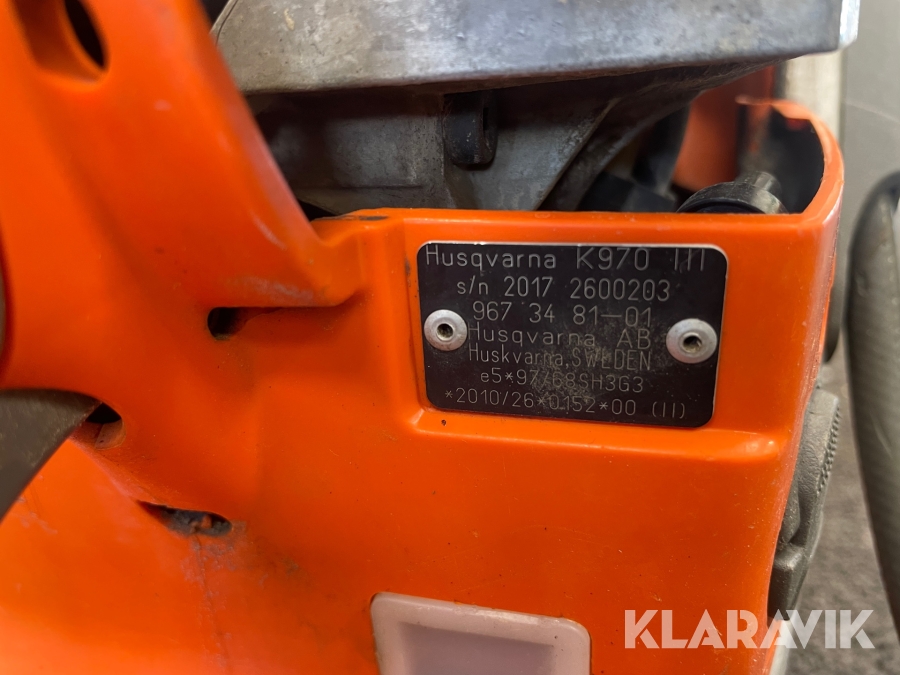 Husqvarna K970 III
s/n 2017 2600203
967 34 81-01
Husqvarna AB
Huskvarna, SWEDEN
e5*97/68SH3G3
*2010/26*0152*00 (II)
KLARAVIK